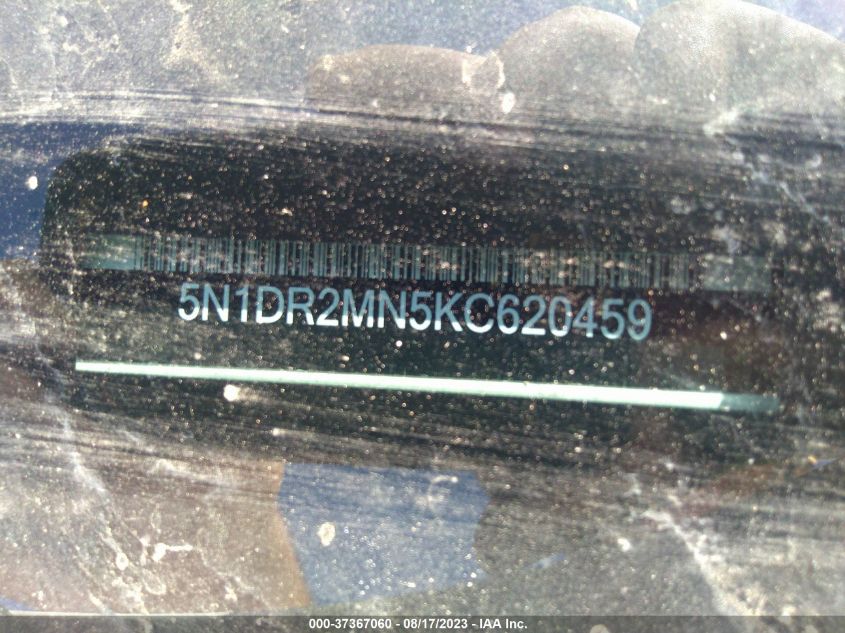 5N1DR2MN5KC620459
000-37367060 - 08/17/2023 - IAA Inc.